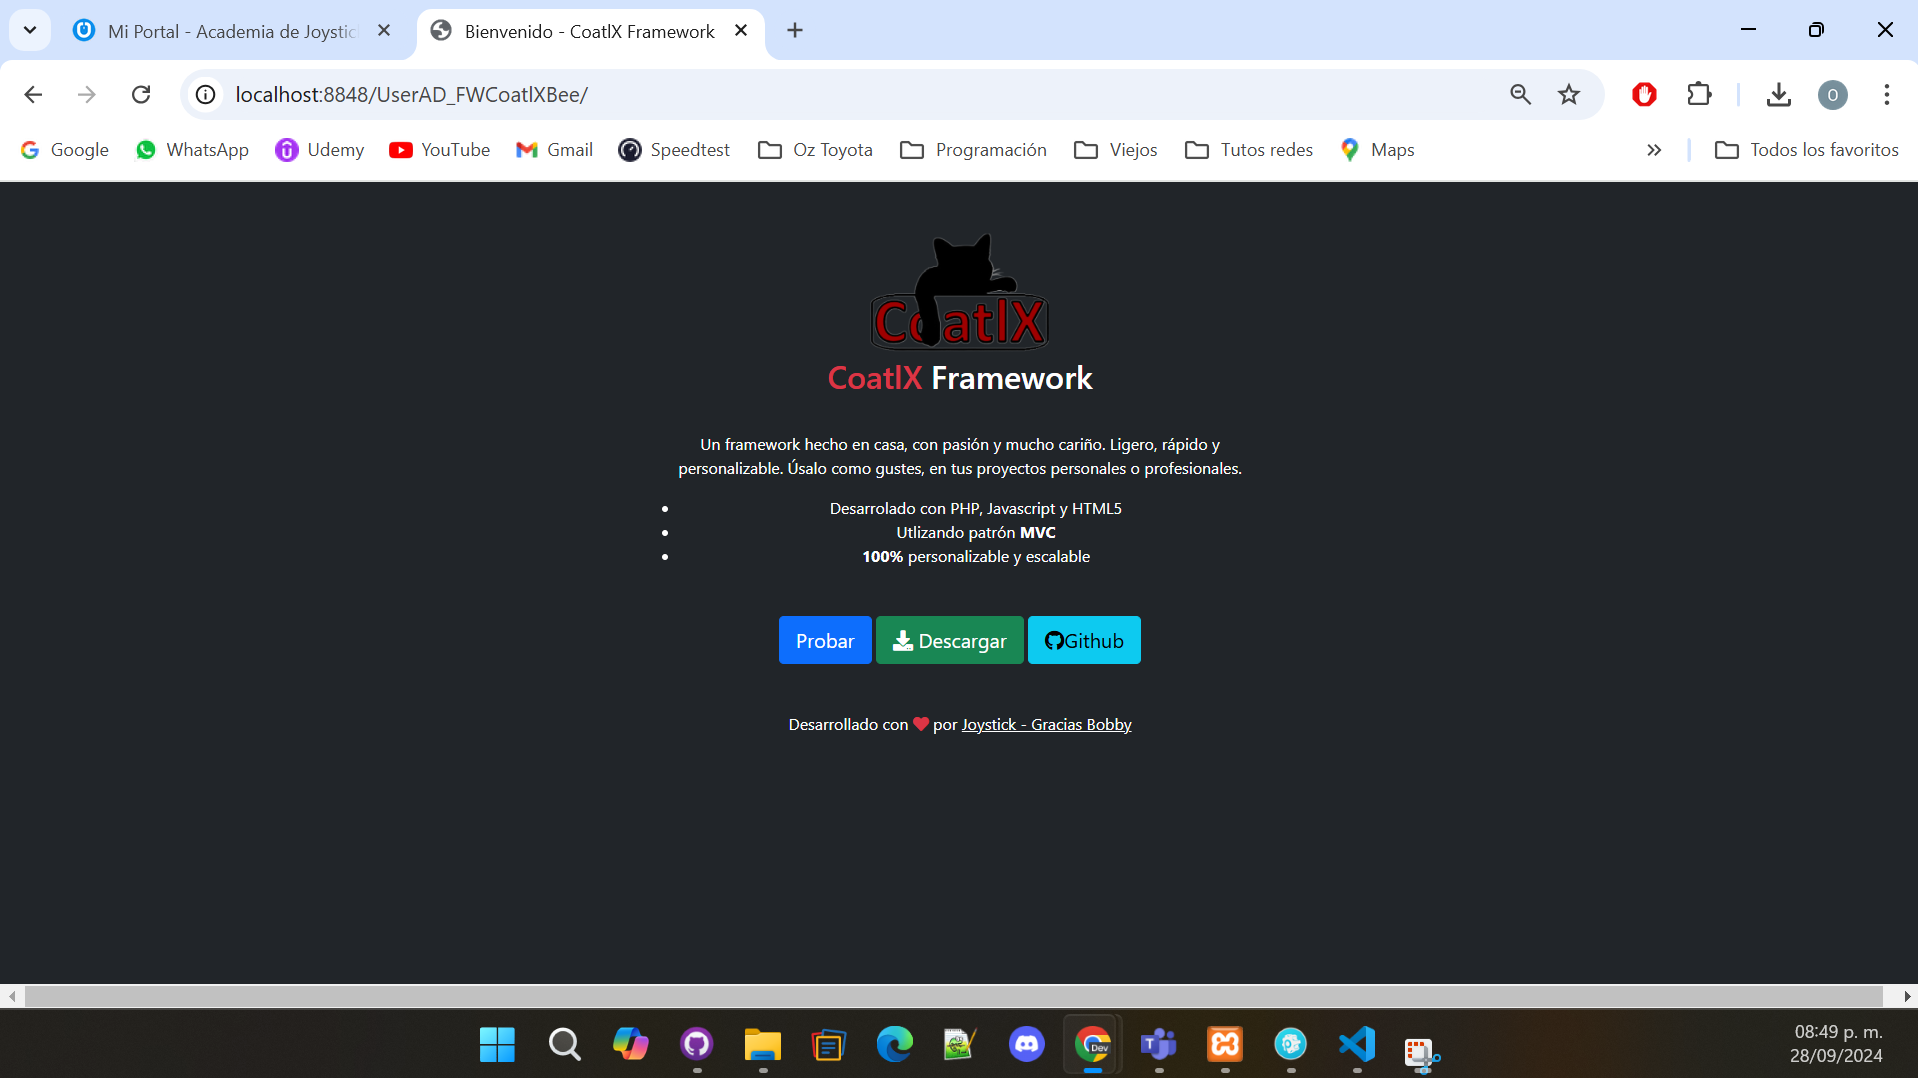 Mi Portal - Academia de Joystic
Bienvenido - CoatlX Framework
localhost:8848/UserAD_FWCoatlXBee/
O
Google
WhatsApp
Udemy
YouTube
Gmail
Speedtest
Oz Toyota
Programación
Viejos
Tutos redes
Maps
Todos los favoritos
CoatlX
CoatlX Framework
Un framework hecho en casa, con pasión y mucho cariño. Ligero, rápido y
personalizable. Úsalo como gustes, en tus proyectos personales o profesionales.
Desarrolado con PHP, Javascript y HTML5
Utlizando patrón MVC
100% personalizable y escalable
Probar
Descargar
Github
Desarrollado con ❤ por Joystick - Gracias Bobby
Dev
08:49 p. m.
28/09/2024